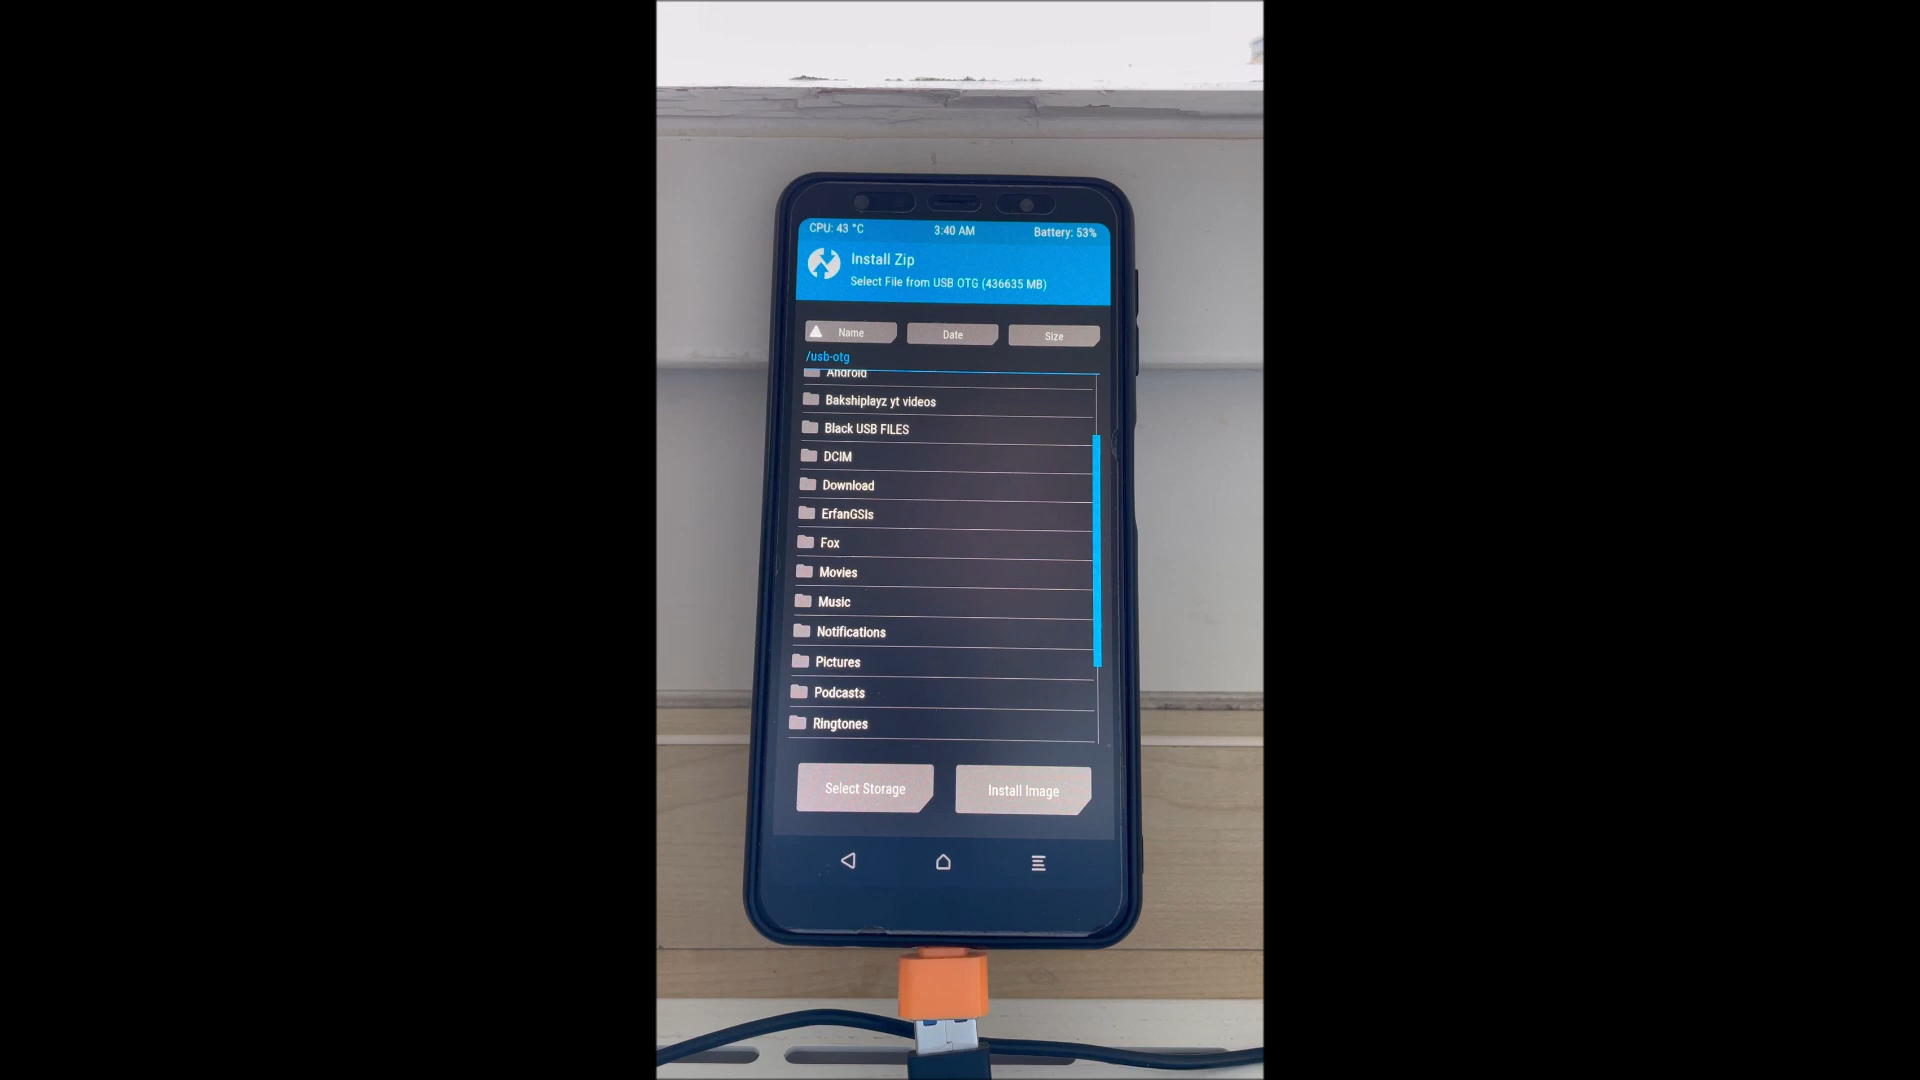 CPU: 43 °C 3:40 AM Battery: 53%
Install Zip
Select File from USB OTG (436635 MB)
Name Date Size
/usb-otg
Android
Bakshiplayz yt videos
Black USB FILES
DCIM
Download
ErfanGSIs
Fox
Movies
Music
Notifications
Pictures
Podcasts
Ringtones
Select Storage Install Image